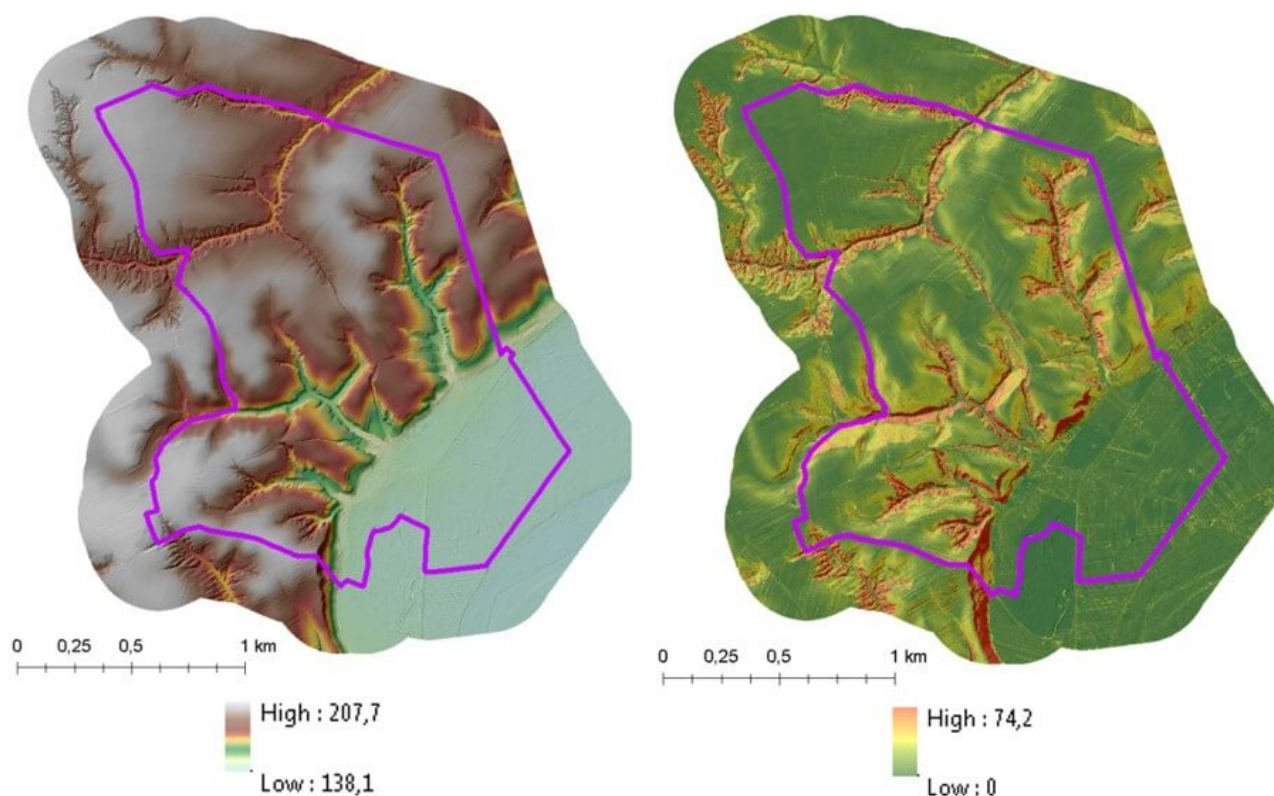 0 0,25 0,5 1 km
High : 207,7
Low : 138,1
0 0,25 0,5 1 km
High : 74,2
Low : 0